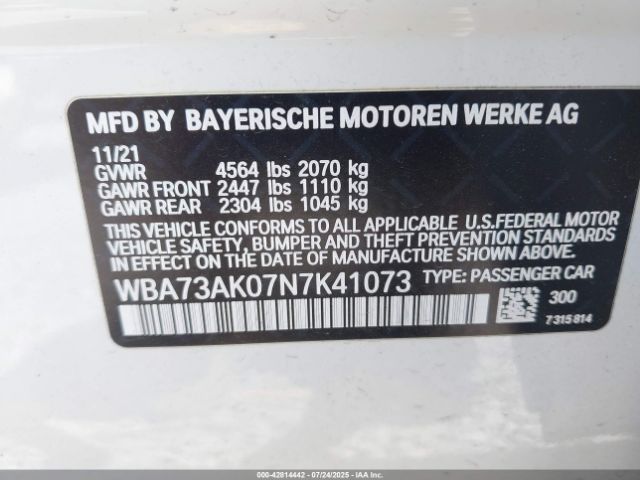 MFD BY BAYERISCHE MOTOREN WERKE AG
11/21
GVWR 4564 lbs 2070 kg
GAWR FRONT 2447 lbs 1110 kg
GAWR REAR 2304 lbs 1045 kg
THIS VEHICLE CONFORMS TO ALL APPLICABLE U.S.FEDERAL MOTOR
VEHICLE SAFETY, BUMPER AND THEFT PREVENTION STANDARDS
IN EFFECT ON THE DATE OF MANUFACTURE SHOWN ABOVE.
WBA73AK07N7K41073 TYPE: PASSENGER CAR
300
7315814
000-42814442 - 07/24/2025 - IAA Inc.